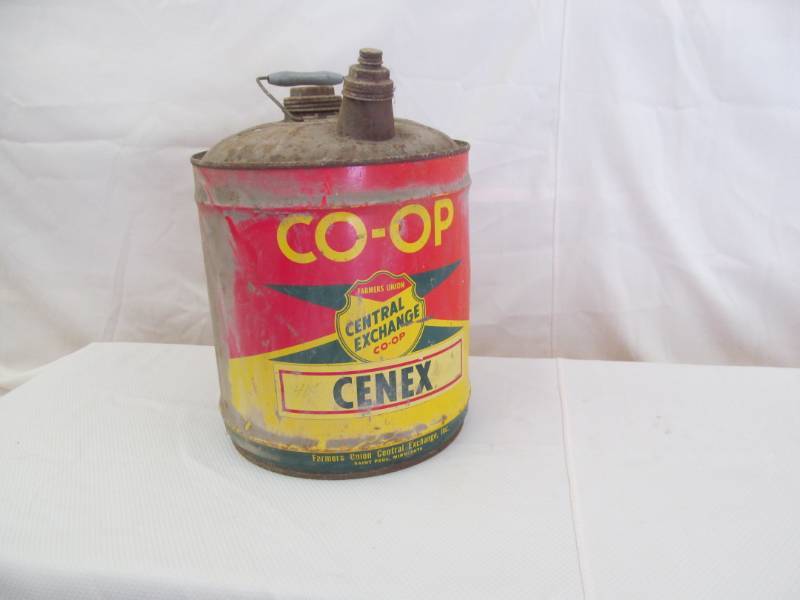 CO-OP
FARMERS UNION
CENTRAL
EXCHANGE
CO-OP
CENEX
Farmers Union Central Exchange, Inc.
SAINT PAUL, MINNESOTA